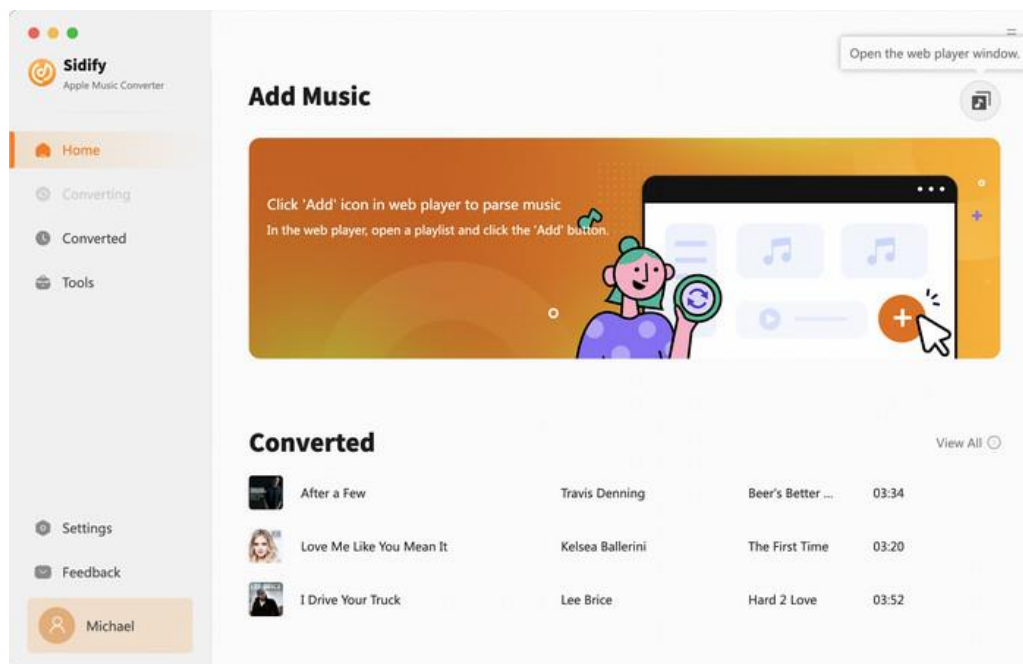 Sidify
Apple Music Converter
Home
Converting
Converted
Tools
Settings
Feedback
Michael
Open the web player window.
Add Music
Click 'Add' icon in web player to parse music
In the web player, open a playlist and click the 'Add' button.
Converted
View All
After a Few Travis Denning Beer's Better ... 03:34
Love Me Like You Mean It Kelsea Ballerini The First Time 03:20
I Drive Your Truck Lee Brice Hard 2 Love 03:52